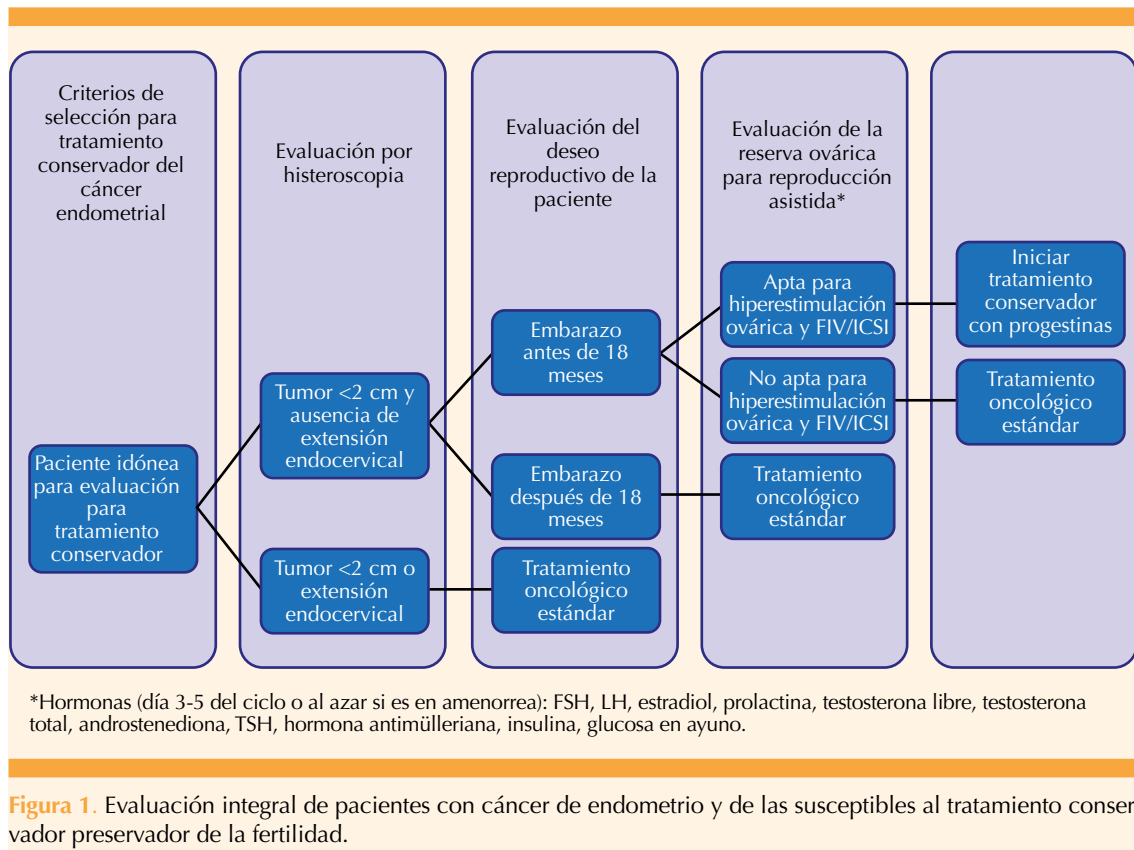 Criterios de
selección para
tratamiento
conservador del
cáncer
endometrial
Paciente idónea
para evaluación
para
tratamiento
conservador
Evaluación por
histeroscopia
Tumor <2 cm y
ausencia de
extensión
endocervical
Tumor <2 cm o
extensión
endocervical
Evaluación del
deseo
reproductivo de la
paciente
Embarazo
antes de 18
meses
Embarazo
después de 18
meses
Tratamiento
oncológico
estándar
Evaluación de la
reserva ovárica
para reproducción
asistida*
Apta para
hiperestimulación
ovárica y FIV/ICSI
No apta para
hiperestimulación
ovárica y FIV/ICSI
Tratamiento
oncológico
estándar
Iniciar
tratamiento
conservador
con progestinas
Tratamiento
oncológico
estándar
*Hormonas (día 3-5 del ciclo o al azar si es en amenorrea): FSH, LH, estradiol, prolactina, testosterona libre, testosterona
total, androstenediona, TSH, hormona antimülleriana, insulina, glucosa en ayuno.
Figura 1. Evaluación integral de pacientes con cáncer de endometrio y de las susceptibles al tratamiento conser
vador preservador de la fertilidad.